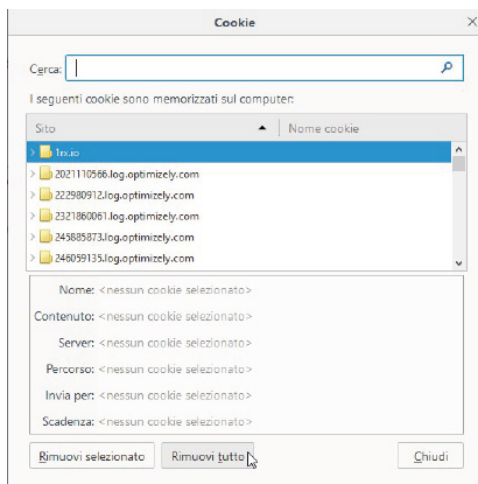 Cookie
Cerca:
I seguenti cookie sono memorizzati sul computer:
Sito Nome cookie
1rx.io
2021110566.log.optimizely.com
222980912.log.optimizely.com
2321860061.log.optimizely.com
245885873.log.optimizely.com
246059135.log.optimizely.com
Nome: <nessun cookie selezionato>
Contenuto: <nessun cookie selezionato>
Server: <nessun cookie selezionato>
Percorso: <nessun cookie selezionato>
Invia per: <nessun cookie selezionato>
Scadenza: <nessun cookie selezionato>
Rimuovi selezionato Rimuovi tutto Chiudi